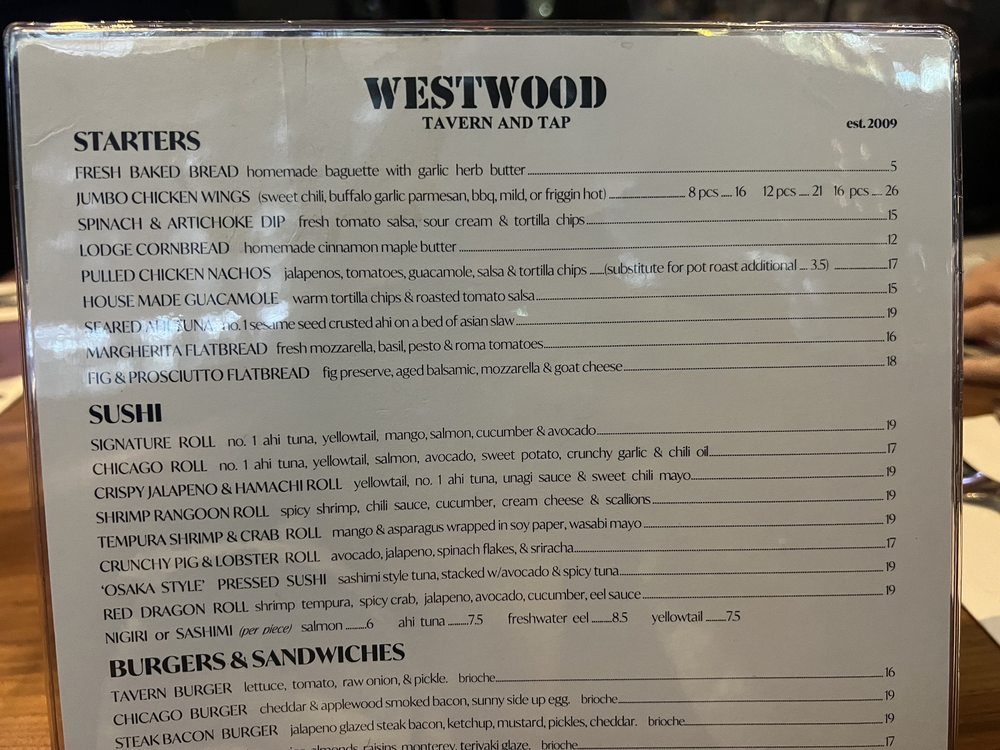 WESTWOOD
TAVERN AND TAP
est. 2009
STARTERS
FRESH BAKED BREAD homemade baguette with garlic herb butter 5
JUMBO CHICKEN WINGS (sweet chili, buffalo garlic parmesan, bbq, mild, or friggin hot) 8 pcs ..... 16 12 pcs .... 21 16 pcs .... 26
SPINACH & ARTICHOKE DIP fresh tomato salsa, sour cream & tortilla chips 15
LODGE CORNBREAD homemade cinnamon maple butter 12
PULLED CHICKEN NACHOS jalapenos, tomatoes, guacamole, salsa & tortilla chips ......(substitute for pot roast additional .... 3.5) 17
HOUSE MADE GUACAMOLE warm tortilla chips & roasted tomato salsa 15
SEARED AHI TUNA no. 1 sesame seed crusted ahi on a bed of asian slaw 19
MARGHERITA FLATBREAD fresh mozzarella, basil, pesto & roma tomatoes 16
FIG & PROSCIUTTO FLATBREAD fig preserve, aged balsamic, mozzarella & goat cheese 18
SUSHI
SIGNATURE ROLL no. 1 ahi tuna, yellowtail, mango, salmon, cucumber & avocado 19
CHICAGO ROLL no. 1 ahi tuna, yellowtail, salmon, avocado, sweet potato, crunchy garlic & chili oil 17
CRISPY JALAPENO & HAMACHI ROLL yellowtail, no. 1 ahi tuna, unagi sauce & sweet chili mayo 19
SHRIMP RANGOON ROLL spicy shrimp, chili sauce, cucumber, cream cheese & scallions 19
TEMPURA SHRIMP & CRAB ROLL mango & asparagus wrapped in soy paper, wasabi mayo 19
CRUNCHY PIG & LOBSTER ROLL avocado, jalapeno, spinach flakes, & sriracha 17
'OSAKA STYLE' PRESSED SUSHI sashimi style tuna, stacked w/avocado & spicy tuna 19
RED DRAGON ROLL shrimp tempura, spicy crab, jalapeno, avocado, cucumber, eel sauce 19
NIGIRI or SASHIMI (per piece) salmon ........6 ahi tuna ........7.5 freshwater eel ........8.5 yellowtail ........7.5
BURGERS & SANDWICHES
TAVERN BURGER lettuce, tomato, raw onion, & pickle. brioche 16
CHICAGO BURGER cheddar & applewood smoked bacon, sunny side up egg. brioche 19
STEAK BACON BURGER jalapeno glazed steak bacon, ketchup, mustard, pickles, cheddar. brioche 19
almonds, raisins, monterey, teriyaki glaze. brioche 17